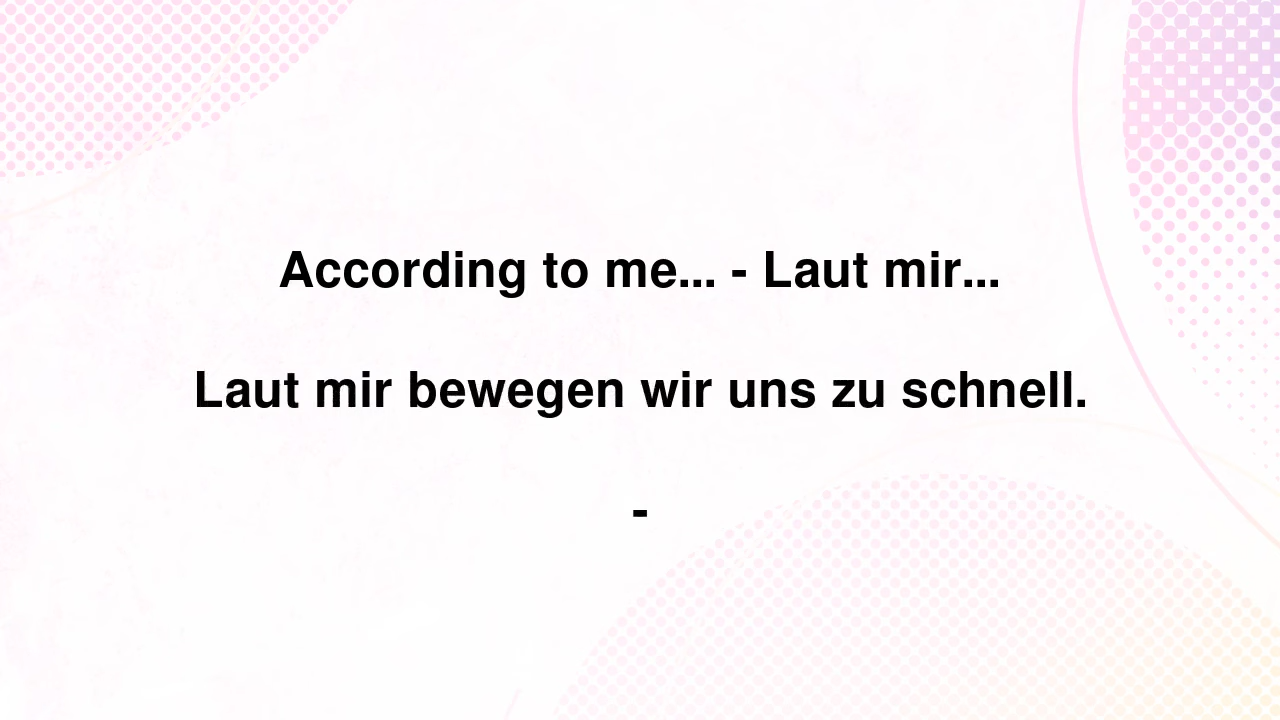 According to me... - Laut mir...
Laut mir bewegen wir uns zu schnell.
-